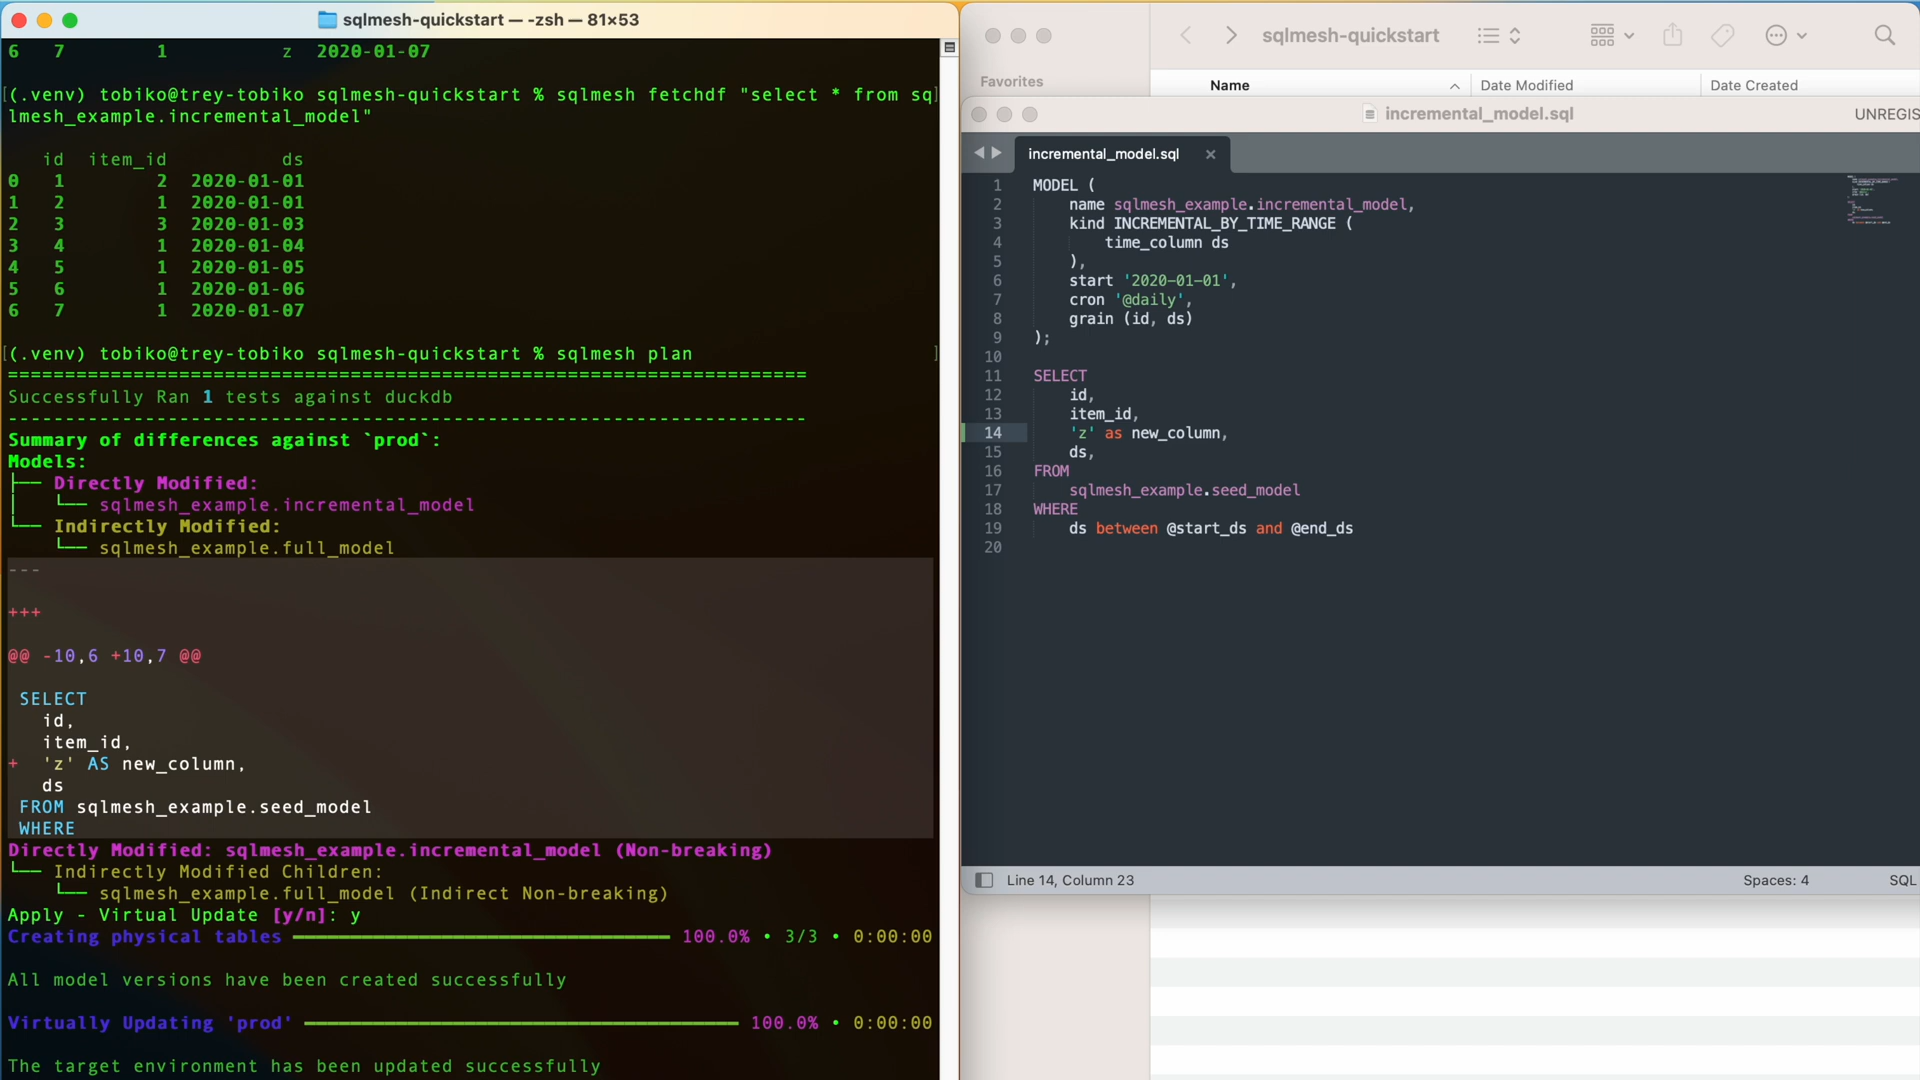 sqlmesh-quickstart — -zsh — 81×53
6   7        1          z  2020-01-07
[(.venv) tobiko@trey-tobiko sqlmesh-quickstart % sqlmesh fetchdf "select * from sq]
lmesh_example.incremental_model"
   id  item_id          ds
0   1        2  2020-01-01
1   2        1  2020-01-01
2   3        3  2020-01-03
3   4        1  2020-01-04
4   5        1  2020-01-05
5   6        1  2020-01-06
6   7        1  2020-01-07
[(.venv) tobiko@trey-tobiko sqlmesh-quickstart % sqlmesh plan ]
======================================================================
Successfully Ran 1 tests against duckdb
----------------------------------------------------------------------
Summary of differences against `prod`:
Models:
├── Directly Modified:
│   └── sqlmesh_example.incremental_model
└── Indirectly Modified:
    └── sqlmesh_example.full_model
---
+++
@@ -10,6 +10,7 @@
 SELECT
   id,
   item_id,
+  'z' AS new_column,
   ds
 FROM sqlmesh_example.seed_model
 WHERE
Directly Modified: sqlmesh_example.incremental_model (Non-breaking)
└── Indirectly Modified Children:
    └── sqlmesh_example.full_model (Indirect Non-breaking)
Apply - Virtual Update [y/n]: y
Creating physical tables ━━━━━━━━━━━━━━━━━━━━━━━━━━━━━━━━━ 100.0% • 3/3 • 0:00:00
All model versions have been created successfully
Virtually Updating 'prod' ━━━━━━━━━━━━━━━━━━━━━━━━━━━━━━━━━━━━━━ 100.0% • 0:00:00
The target environment has been updated successfully
sqlmesh-quickstart
Favorites
Name
Date Modified
Date Created
incremental_model.sql
UNREGIS
incremental_model.sql
1 MODEL (
2     name sqlmesh_example.incremental_model,
3     kind INCREMENTAL_BY_TIME_RANGE (
4         time_column ds
5     ),
6     start '2020-01-01',
7     cron '@daily',
8     grain (id, ds)
9 );
10
11 SELECT
12     id,
13     item_id,
14     'z' as new_column,
15     ds,
16 FROM
17     sqlmesh_example.seed_model
18 WHERE
19     ds between @start_ds and @end_ds
20
Line 14, Column 23
Spaces: 4
SQL